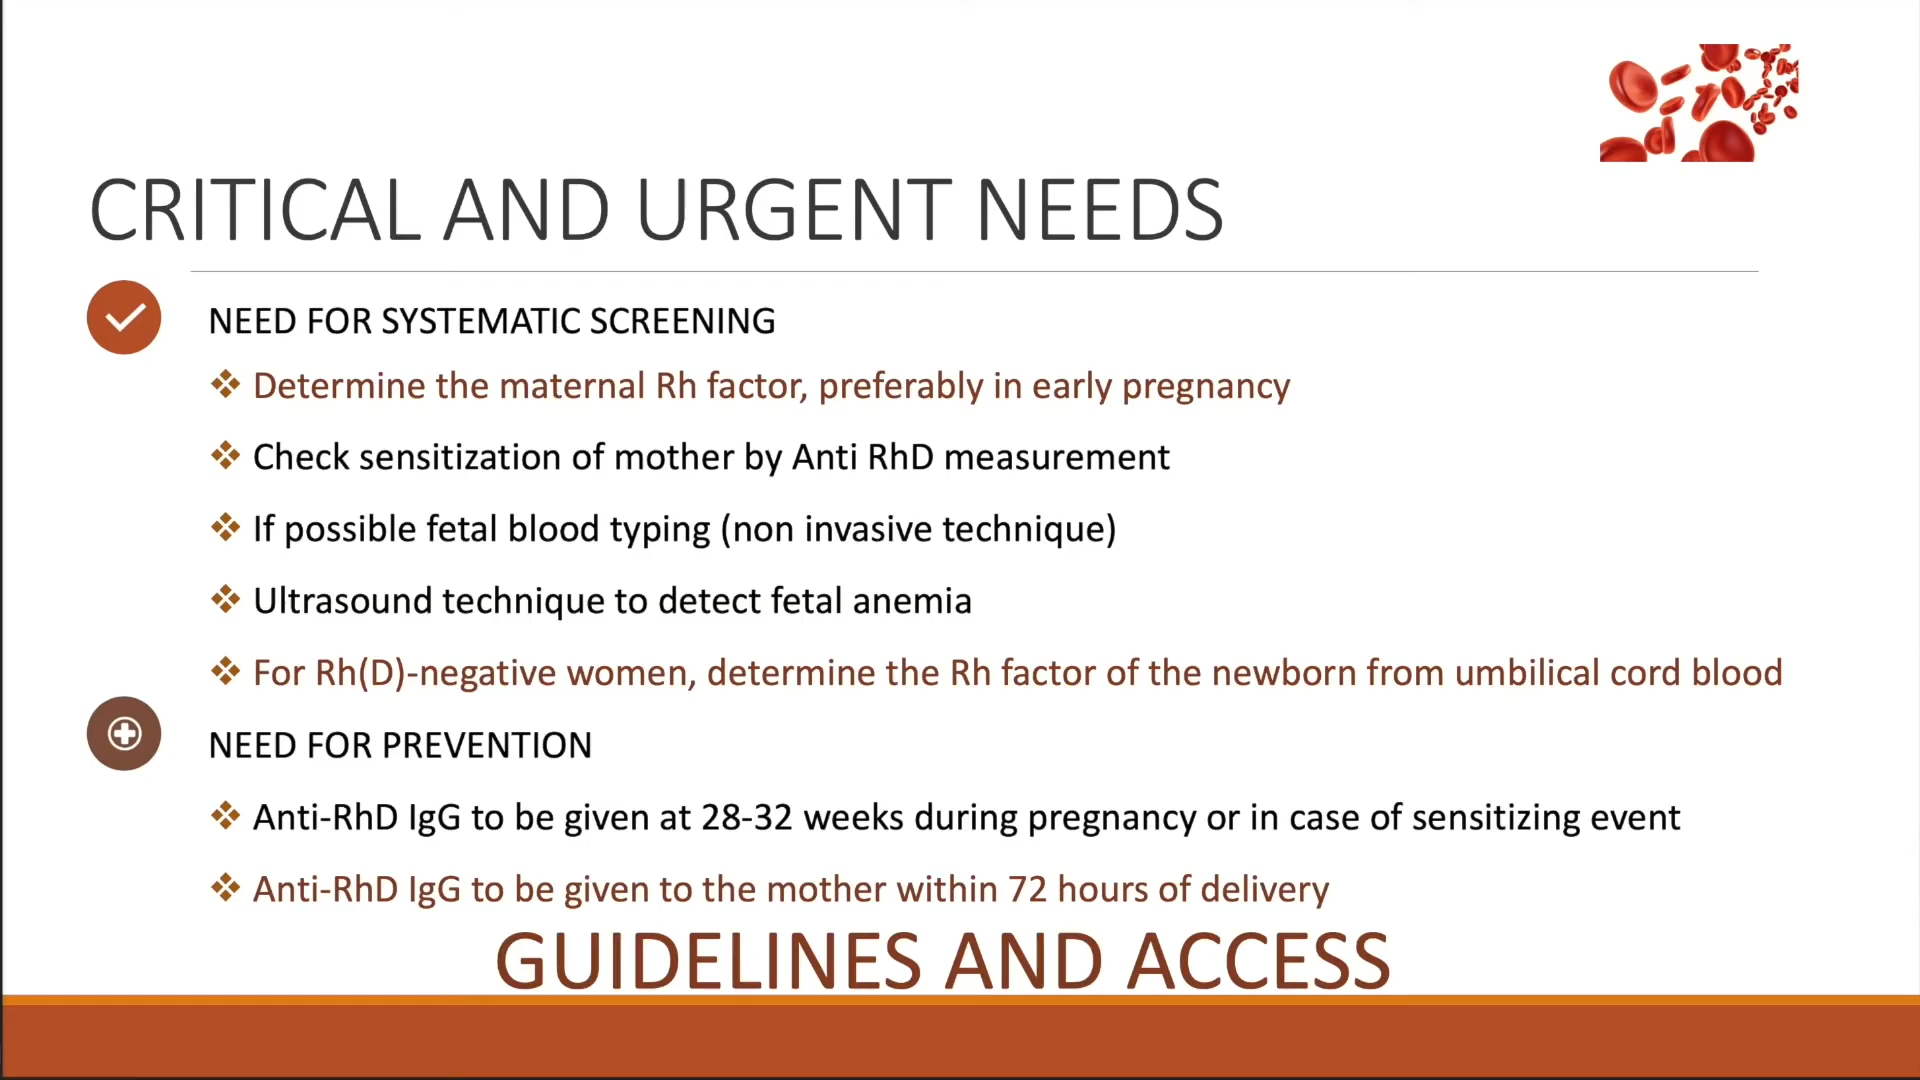 CRITICAL AND URGENT NEEDS
NEED FOR SYSTEMATIC SCREENING
Determine the maternal Rh factor, preferably in early pregnancy
Check sensitization of mother by Anti RhD measurement
If possible fetal blood typing (non invasive technique)
Ultrasound technique to detect fetal anemia
For Rh(D)-negative women, determine the Rh factor of the newborn from umbilical cord blood
NEED FOR PREVENTION
Anti-RhD IgG to be given at 28-32 weeks during pregnancy or in case of sensitizing event
Anti-RhD IgG to be given to the mother within 72 hours of delivery
GUIDELINES AND ACCESS